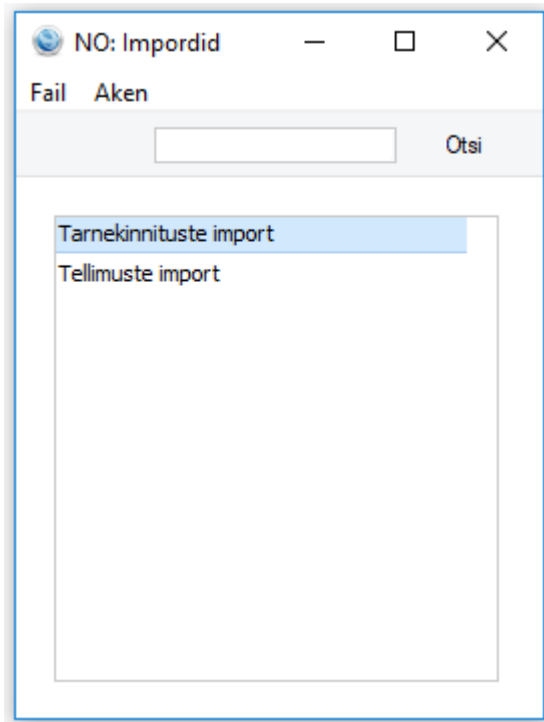 NO: Impordid
Fail Aken
Otsi
Tarnekinnituste import
Tellimuste import